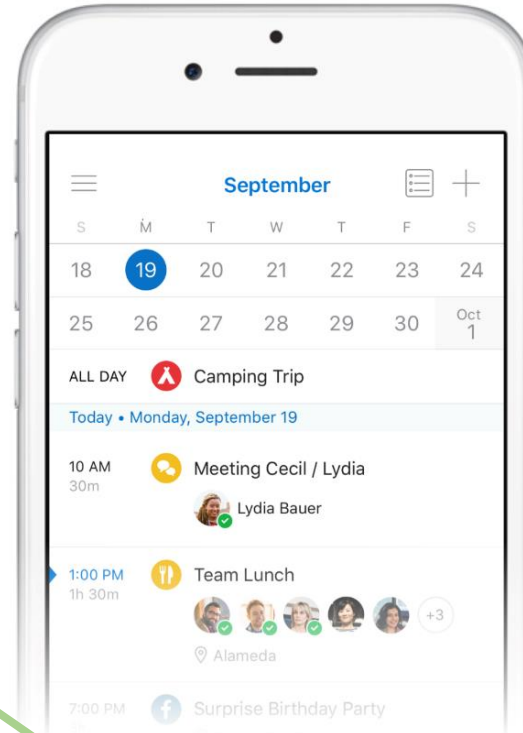 September
S M T W T F S
18 19 20 21 22 23 24
25 26 27 28 29 30 Oct 1
ALL DAY Camping Trip
Today • Monday, September 19
10 AM Meeting Cecil / Lydia
30m
Lydia Bauer
1:00 PM Team Lunch
1h 30m
+3
Alameda
7:00 PM Surprise Birthday Party